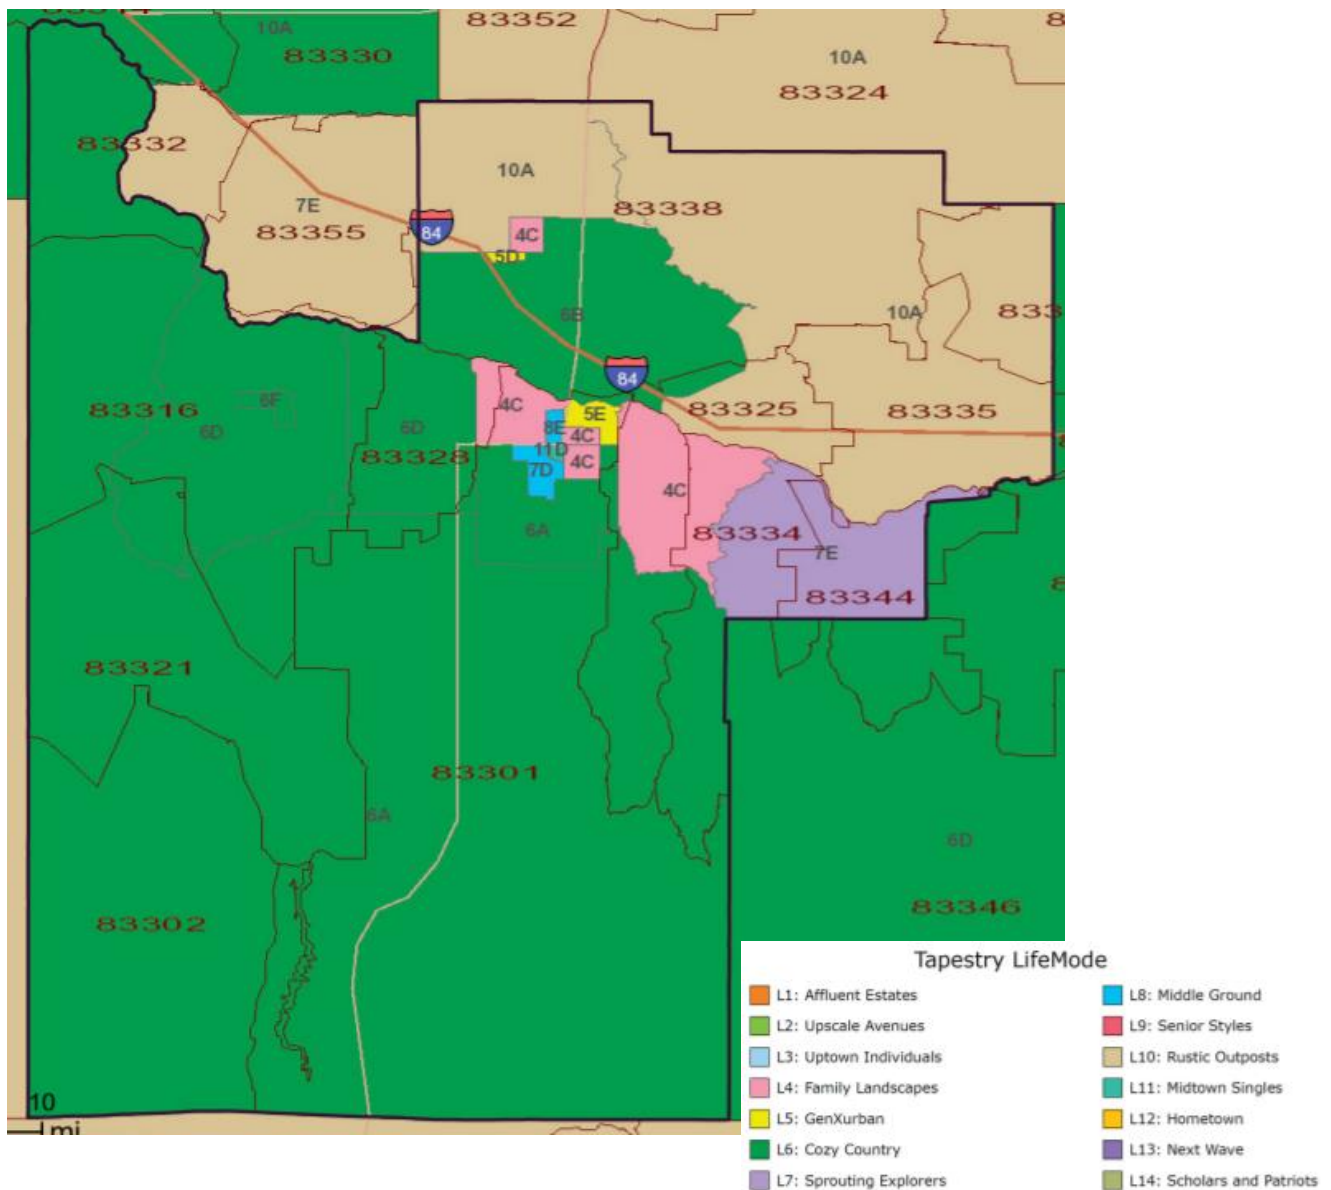 83352
10A
83330
10A
83324
83332
10A
7E
83338
83355
84
4C
5D
10A
6B
84
83316
6F
4C
5E
83325
83335
6D
6D
8E
4C
83328
11D
7D
4C
4C
6A
83334
7E
83344
83321
83301
6A
6D
83302
83346
10
mi
Tapestry LifeMode
L1: Affluent Estates
L2: Upscale Avenues
L3: Uptown Individuals
L4: Family Landscapes
L5: GenXurban
L6: Cozy Country
L7: Sprouting Explorers
L8: Middle Ground
L9: Senior Styles
L10: Rustic Outposts
L11: Midtown Singles
L12: Hometown
L13: Next Wave
L14: Scholars and Patriots